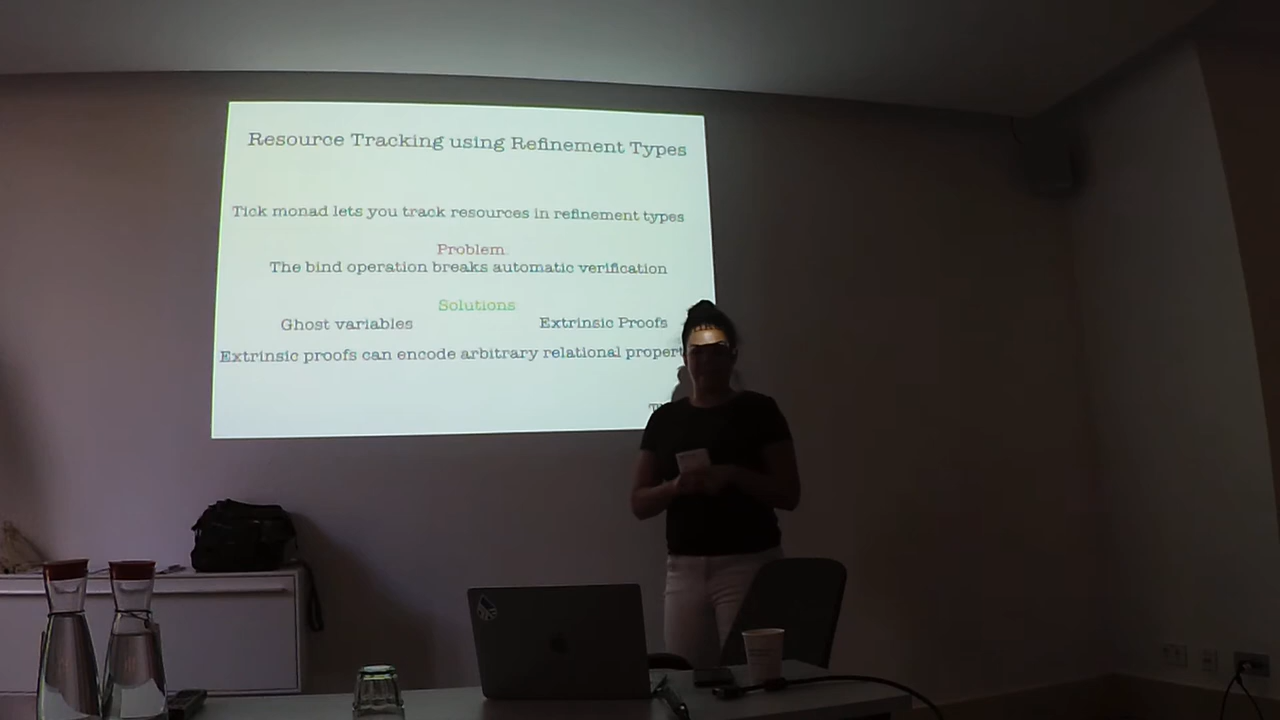 Resource Tracking using Refinement Types
Tick monad lets you track resources in refinement types
Problem
The bind operation breaks automatic verification
Solutions
Ghost variables Extrinsic Proofs
Extrinsic proofs can encode arbitrary relational propert